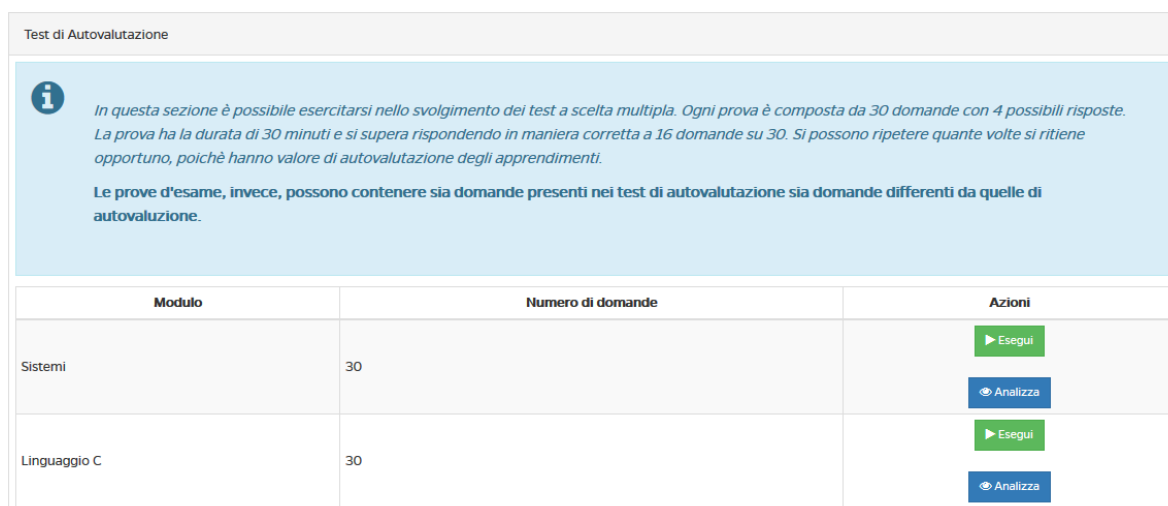 Test di Autovalutazione
In questa sezione è possibile esercitarsi nello svolgimento dei test a scelta multipla. Ogni prova è composta da 30 domande con 4 possibili risposte.
La prova ha la durata di 30 minuti e si supera rispondendo in maniera corretta a 16 domande su 30. Si possono ripetere quante volte si ritiene
opportuno, poichè hanno valore di autovalutazione degli apprendimenti.
Le prove d'esame, invece, possono contenere sia domande presenti nei test di autovalutazione sia domande differenti da quelle di
autovaluzione.
Modulo Numero di domande Azioni
Esegui
Sistemi 30
Analizza
Esegui
Linguaggio C 30
Analizza